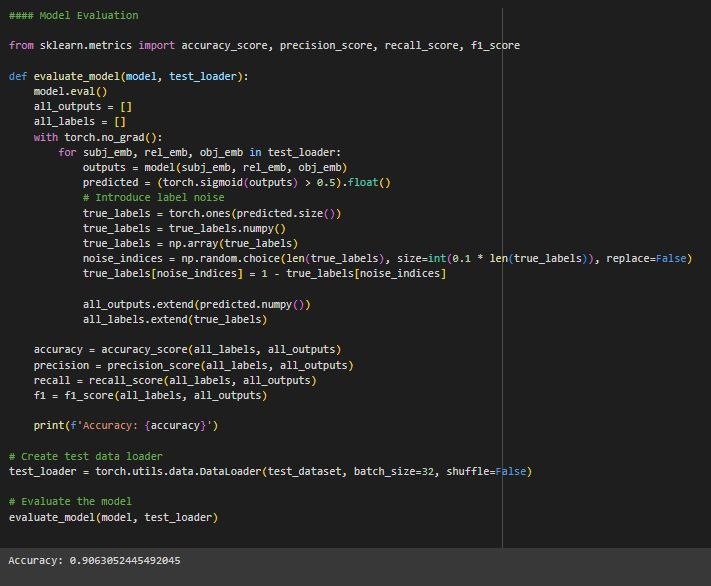 #### Model Evaluation
from sklearn.metrics import accuracy_score, precision_score, recall_score, f1_score
def evaluate_model(model, test_loader):
    model.eval()
    all_outputs = []
    all_labels = []
    with torch.no_grad():
        for subj_emb, rel_emb, obj_emb in test_loader:
            outputs = model(subj_emb, rel_emb, obj_emb)
            predicted = (torch.sigmoid(outputs) > 0.5).float()
            # Introduce label noise
            true_labels = torch.ones(predicted.size())
            true_labels = true_labels.numpy()
            true_labels = np.array(true_labels)
            noise_indices = np.random.choice(len(true_labels), size=int(0.1 * len(true_labels)), replace=False)
            true_labels[noise_indices] = 1 - true_labels[noise_indices]
            all_outputs.extend(predicted.numpy())
            all_labels.extend(true_labels)
    accuracy = accuracy_score(all_labels, all_outputs)
    precision = precision_score(all_labels, all_outputs)
    recall = recall_score(all_labels, all_outputs)
    f1 = f1_score(all_labels, all_outputs)
    print(f'Accuracy: {accuracy}')
# Create test data loader
test_loader = torch.utils.data.DataLoader(test_dataset, batch_size=32, shuffle=False)
# Evaluate the model
evaluate_model(model, test_loader)
Accuracy: 0.9063052445492045